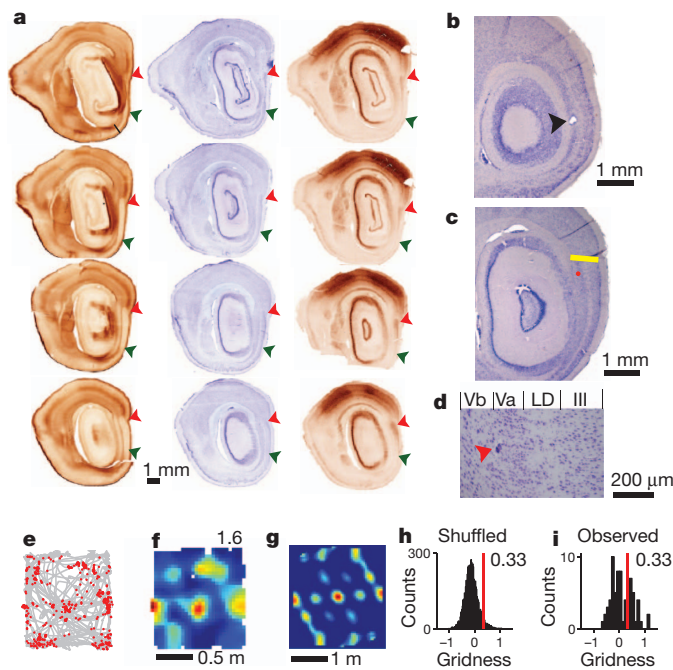 a
1 mm
b
1 mm
c
1 mm
d
Vb Va LD III
200 μm
e
f
1.6
0.5 m
g
1 m
h
Shuffled
300
0.33
Counts
0
−1 0 1
Gridness
i
Observed
10
0.33
Counts
0
−1 0 1
Gridness